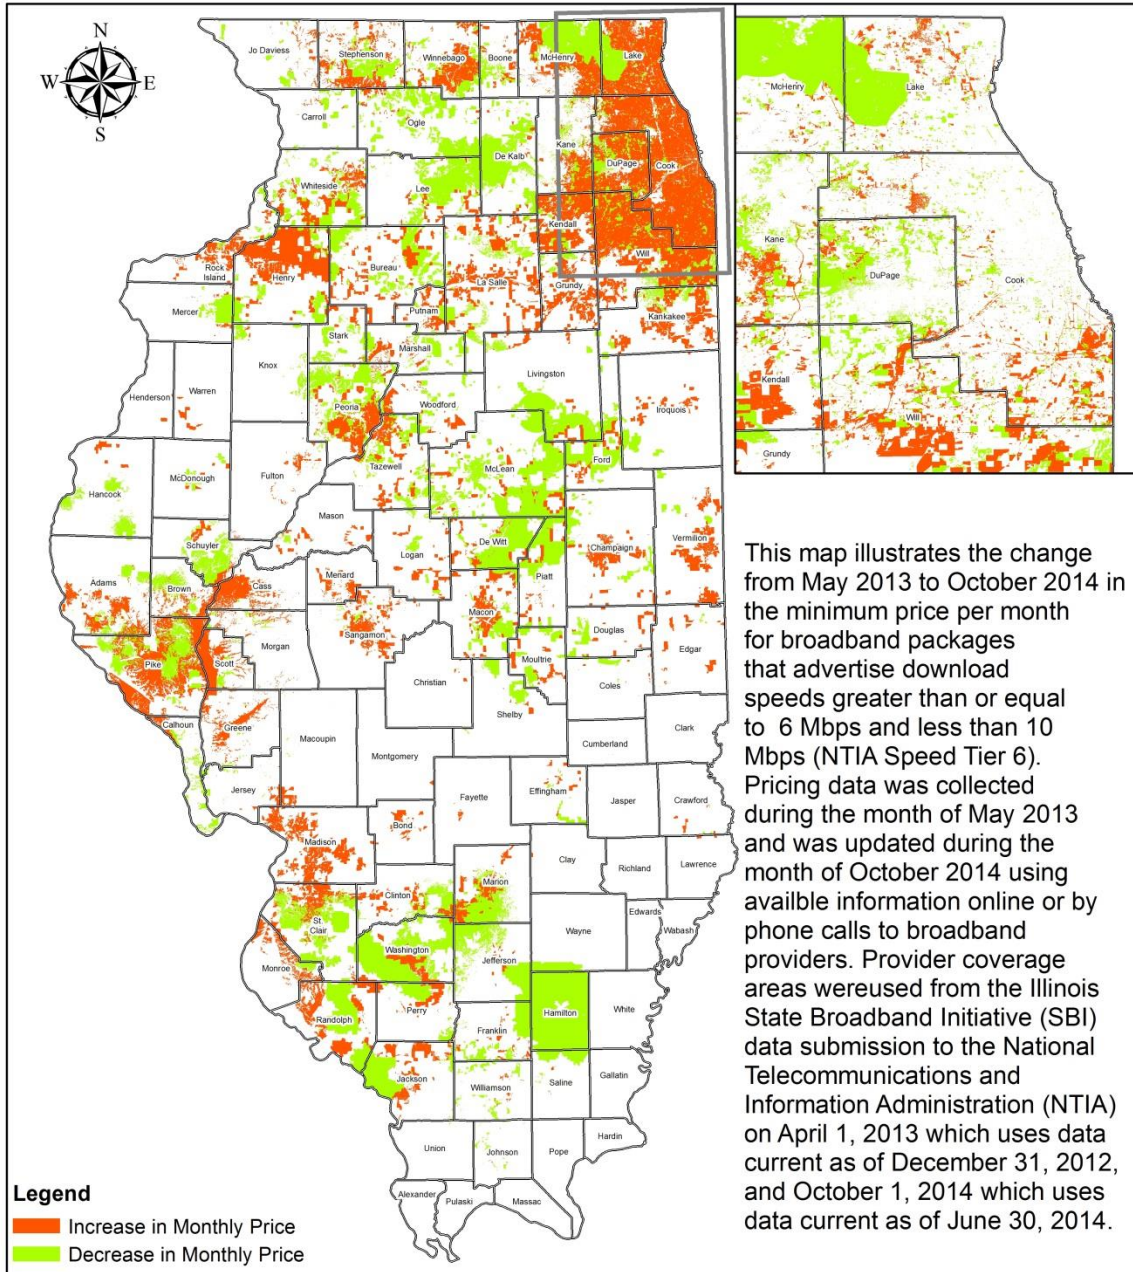 N
W
E
S
Jo Daviess
Stephenson
Winnebago
Boone
McHenry
Lake
Carroll
Ogle
De Kalb
Kane
DuPage
Cook
Whiteside
Lee
Kendall
Will
Rock
Island
Henry
Bureau
La Salle
Grundy
Mercer
Putnam
Kankakee
Stark
Marshall
Knox
Livingston
Henderson
Warren
Peoria
Woodford
Iroquois
Tazewell
McLean
Ford
Hancock
McDonough
Fulton
Mason
Schuyler
Logan
De Witt
Champaign
Vermilion
Adams
Brown
Cass
Menard
Piatt
Macon
Sangamon
Douglas
Edgar
Pike
Scott
Morgan
Moultrie
Christian
Coles
Shelby
Calhoun
Greene
Macoupin
Montgomery
Cumberland
Clark
Jersey
Fayette
Effingham
Jasper
Crawford
Madison
Bond
Clay
Richland
Lawrence
Clinton
Marion
St
Clair
Edwards
Wayne
Wabash
Washington
Jefferson
Monroe
Randolph
Perry
Hamilton
White
Franklin
Jackson
Williamson
Saline
Gallatin
Union
Johnson
Pope
Hardin
Alexander
Pulaski
Massac
McHenry
Lake
Kane
DuPage
Cook
Kendall
Will
Grundy
This map illustrates the change
from May 2013 to October 2014 in
the minimum price per month
for broadband packages
that advertise download
speeds greater than or equal
to 6 Mbps and less than 10
Mbps (NTIA Speed Tier 6).
Pricing data was collected
during the month of May 2013
and was updated during the
month of October 2014 using
availble information online or by
phone calls to broadband
providers. Provider coverage
areas wereused from the Illinois
State Broadband Initiative (SBI)
data submission to the National
Telecommunications and
Information Administration (NTIA)
on April 1, 2013 which uses data
current as of December 31, 2012,
and October 1, 2014 which uses
data current as of June 30, 2014.
Legend
Increase in Monthly Price
Decrease in Monthly Price